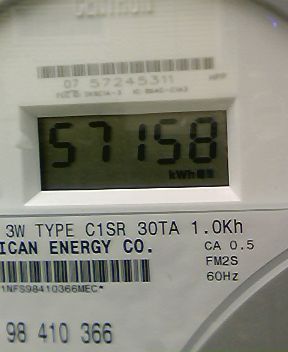 07 57245311
57158
kWh
3W TYPE C1SR 30TA 1.0Kh
ICAN ENERGY CO. CA 0.5
FM2S
60Hz
1NFS98410366MEC*
98 410 366